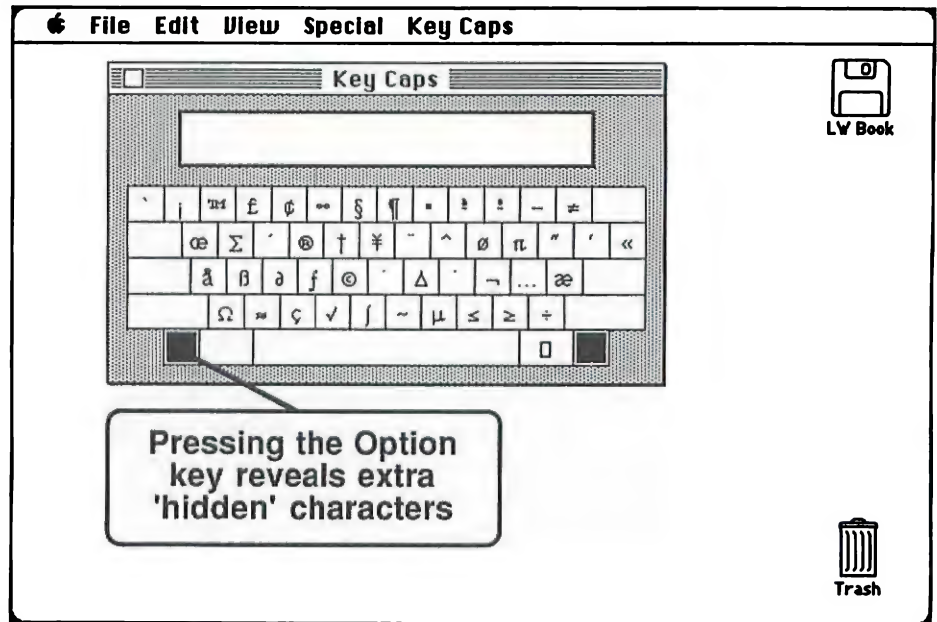 File Edit View Special Key Caps
Key Caps
LW Book
` ¡ ™ £ ¢ ∞ § ¶ • ª º – ≠
œ Σ ´ ® † ¥ ¨ ^ ø π “ ‘ «
å ß ∂ ƒ © ˙ Δ ˚ ¬ … æ
Ω ≈ ç √ ∫ ~ µ ≤ ≥ ÷
Pressing the Option
key reveals extra
'hidden' characters
Trash